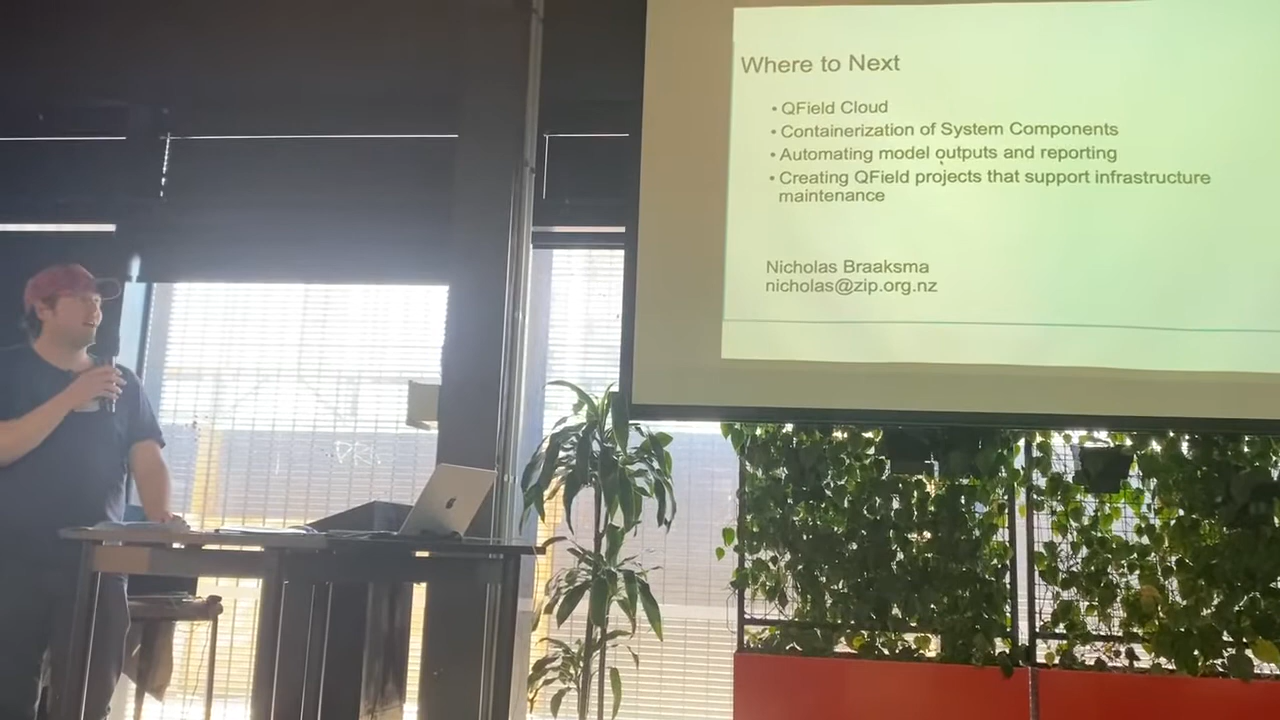 Where to Next
• QField Cloud
• Containerization of System Components
• Automating model outputs and reporting
• Creating QField projects that support infrastructure
maintenance
Nicholas Braaksma
nicholas@zip.org.nz